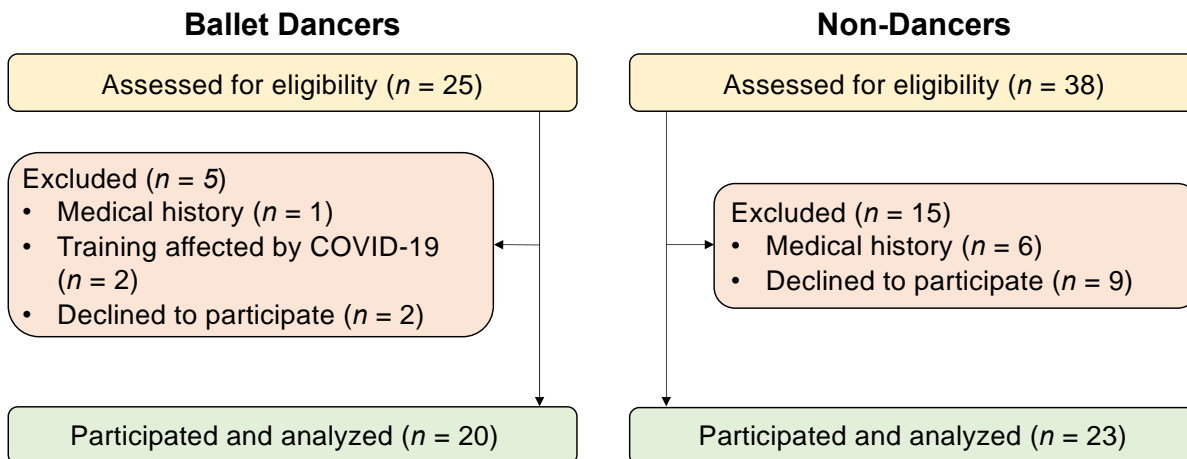 Ballet Dancers
Assessed for eligibility (n = 25)
Excluded (n = 5)
• Medical history (n = 1)
• Training affected by COVID-19
(n = 2)
• Declined to participate (n = 2)
Participated and analyzed (n = 20)
Non-Dancers
Assessed for eligibility (n = 38)
Excluded (n = 15)
• Medical history (n = 6)
• Declined to participate (n = 9)
Participated and analyzed (n = 23)